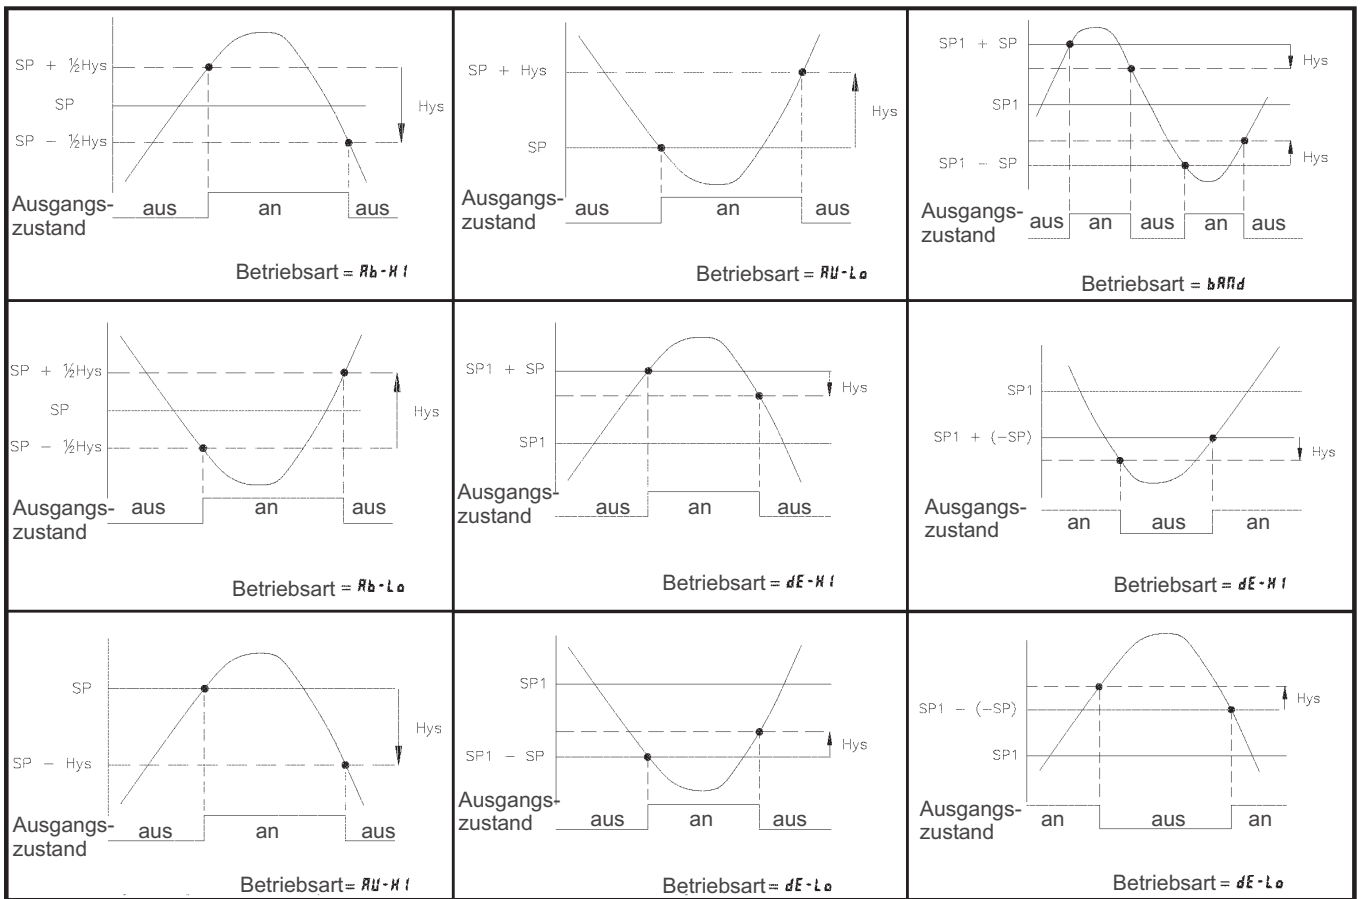 SP + ½Hys
SP
SP - ½Hys
Hys
Ausgangs-
zustand
aus an aus
Betriebsart = Ab-HI
SP + Hys
SP
Hys
Ausgangs-
zustand
aus an aus
Betriebsart = AU-Lo
SP1 + SP
Hys
SP1
SP1 - SP
Hys
Ausgangs-
zustand
aus an aus an aus
Betriebsart = bANd
SP + ½Hys
SP
SP - ½Hys
Hys
Ausgangs-
zustand
aus an aus
Betriebsart = Ab-Lo
SP1 + SP
Hys
SP1
Ausgangs-
zustand
aus an aus
Betriebsart = dE-HI
SP1
SP1 + (-SP)
Hys
Ausgangs-
zustand
an aus an
Betriebsart = dE-HI
SP
Hys
SP - Hys
Ausgangs-
zustand
aus an aus
Betriebsart = AU-HI
SP1
SP1 - SP
Hys
Ausgangs-
zustand
aus an aus
Betriebsart = dE-Lo
Hys
SP1 - (-SP)
SP1
Ausgangs-
zustand
an aus an
Betriebsart = dE-Lo